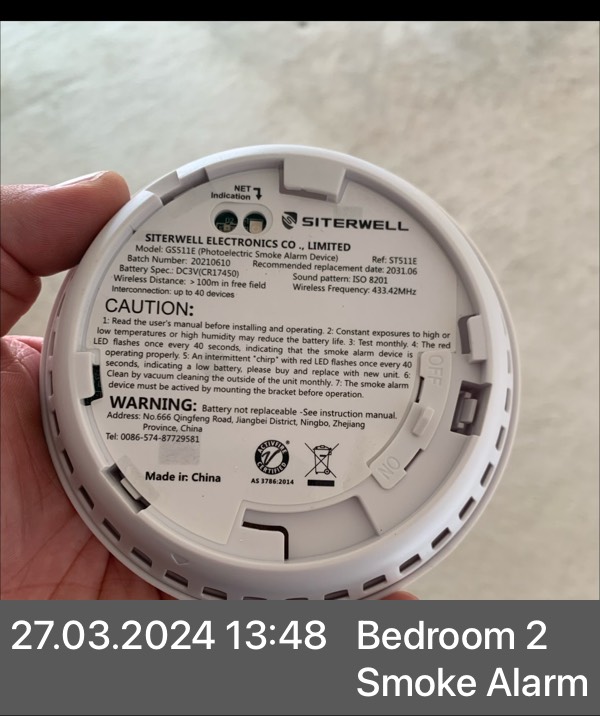 NET
Indication
SITERWELL
SITERWELL ELECTRONICS CO ., LIMITED
Model: GS511E (Photoelectric Smoke Alarm Device) Ref: ST511E
Batch Number: 20210610 Recommended replacement date: 2031.06
Battery Spec.: DC3V(CR17450) Sound pattern: ISO 8201
Wireless Distance: > 100m in free field Wireless Frequency: 433.42MHz
Interconnection: up to 40 devices
CAUTION:
1: Read the user's manual before installing and operating. 2: Constant exposures to high or
low temperatures or high humidity may reduce the battery life. 3: Test monthly. 4: The red
LED flashes once every 40 seconds, indicating that the smoke alarm device is
operating properly. 5: An intermittent "chirp" with red LED flashes once every 40
seconds, indicating a low battery, please buy and replace with new unit. 6:
Clean by vacuum cleaning the outside of the unit monthly. 7: The smoke alarm
device must be actived by mounting the bracket before operation.
WARNING: Battery not replaceable -See instruction manual.
Address: No.666 Qingfeng Road, Jiangbei District, Ningbo, Zhejiang
Province, China
Tel: 0086-574-87729581
OFF
ON
ACTIVFIRE
CERTIFIED
AS 3786:2014
Made in: China
27.03.2024 13:48 Bedroom 2
Smoke Alarm